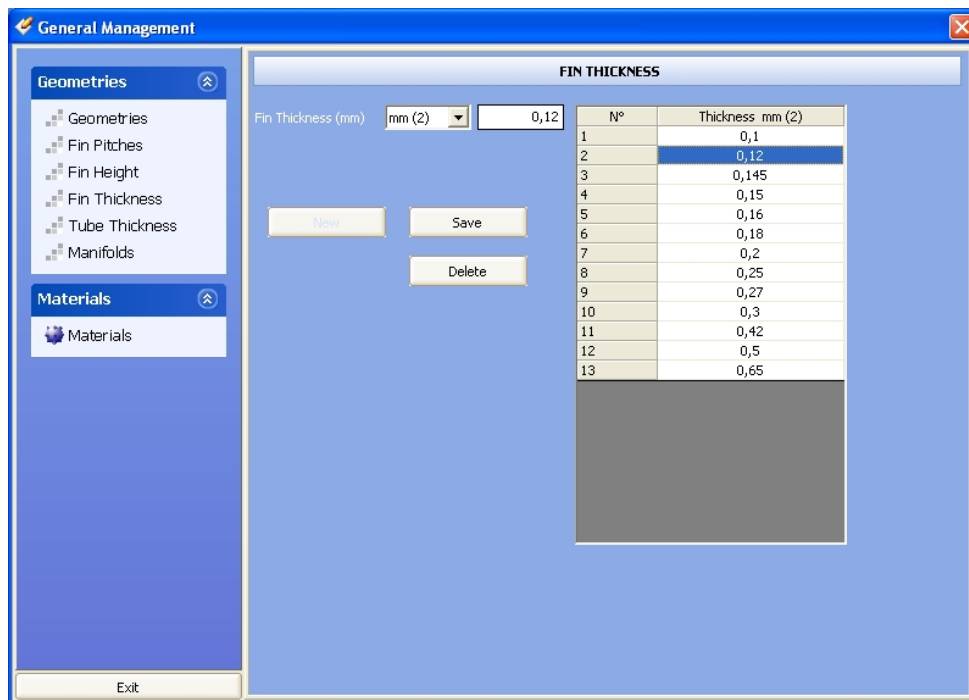 General Management
Geometries
Geometries
Fin Pitches
Fin Height
Fin Thickness
Tube Thickness
Manifolds
Materials
Materials
Exit
FIN THICKNESS
Fin Thickness (mm) mm (2) 0,12
New Save
Delete
N° Thickness mm (2)
1 0,1
2 0,12
3 0,145
4 0,15
5 0,16
6 0,18
7 0,2
8 0,25
9 0,27
10 0,3
11 0,42
12 0,5
13 0,65